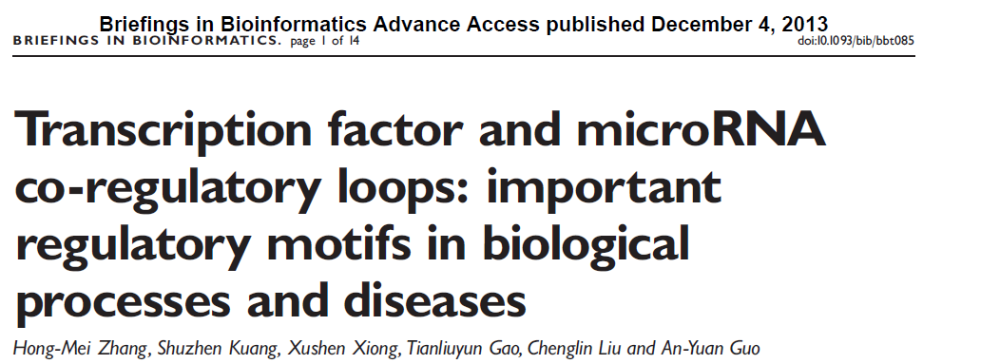 Briefings in Bioinformatics Advance Access published December 4, 2013
BRIEFINGS IN BIOINFORMATICS. page 1 of 14 doi:10.1093/bib/bbt085
Transcription factor and microRNA
co-regulatory loops: important
regulatory motifs in biological
processes and diseases
Hong-Mei Zhang, Shuzhen Kuang, Xushen Xiong, Tianliuyun Gao, Chenglin Liu and An-Yuan Guo